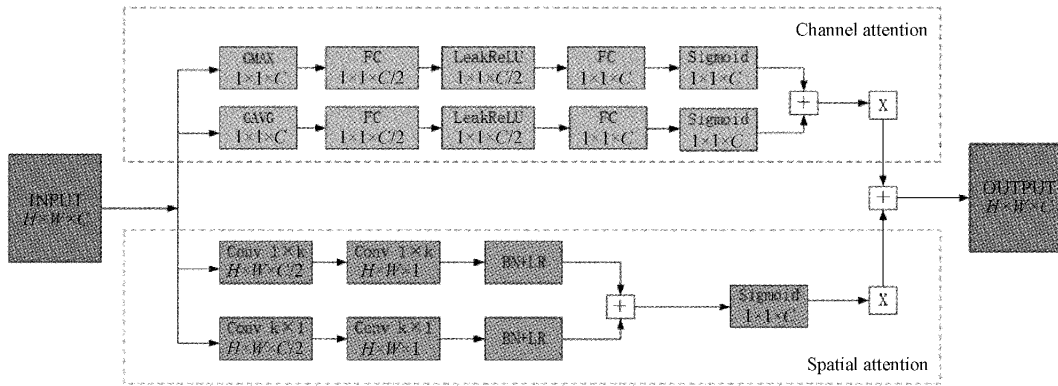 Channel attention
GMAX
1×1×C
FC
1×1×C/2
LeakReLU
1×1×C/2
FC
1×1×C
Sigmoid
1×1×C
GAVG
1×1×C
FC
1×1×C/2
LeakReLU
1×1×C/2
FC
1×1×C
Sigmoid
1×1×C
+
X
INPUT
H×W×C
+
OUTPUT
H×W×C
Conv 1×k
H×W×C/2
Conv 1×k
H×W×1
BN+LR
+
Sigmoid
1×1×C
X
Conv k×1
H×W×C/2
Conv k×1
H×W×1
BN+LR
Spatial attention